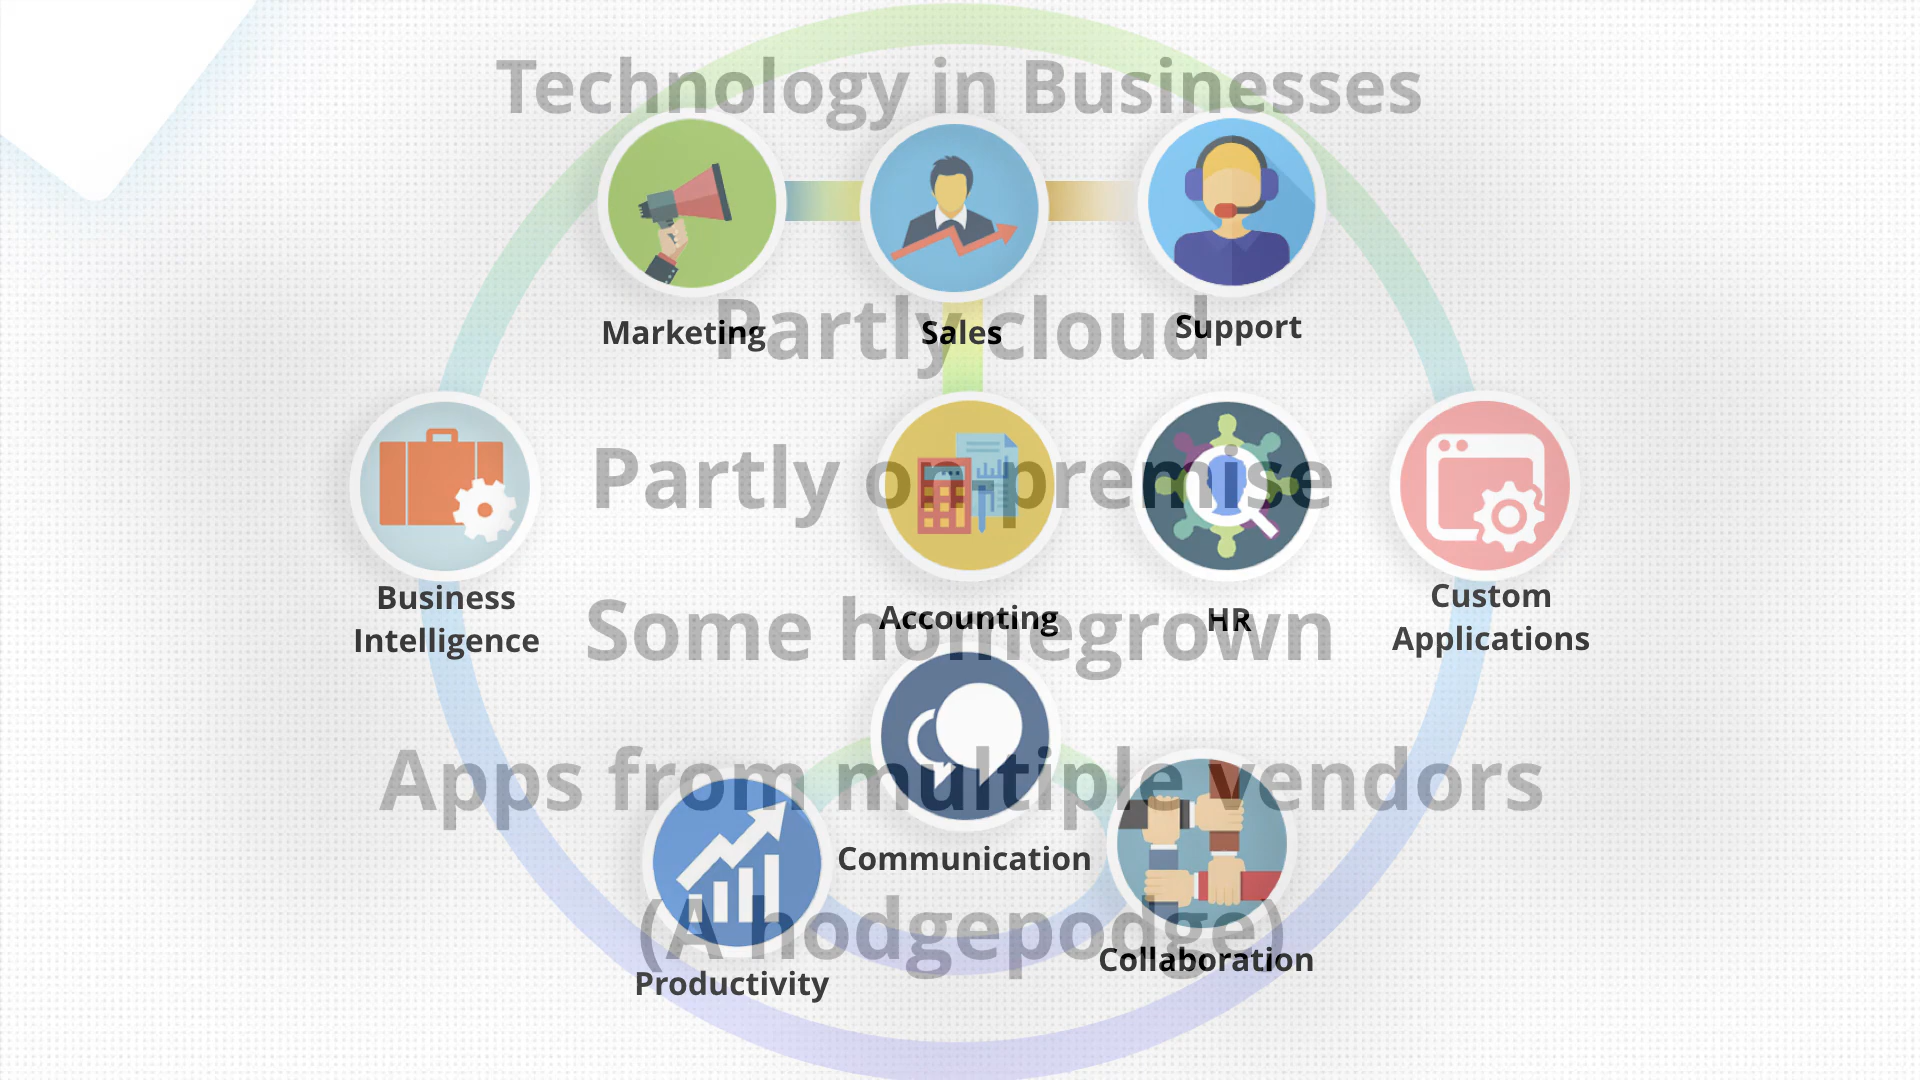 Technology in Businesses
Partly cloud
Marketing
Sales
Support
Partly on premise
Business
Intelligence
Accounting
HR
Custom
Applications
Some homegrown
Apps from multiple vendors
Communication
(A hodgepodge)
Collaboration
Productivity